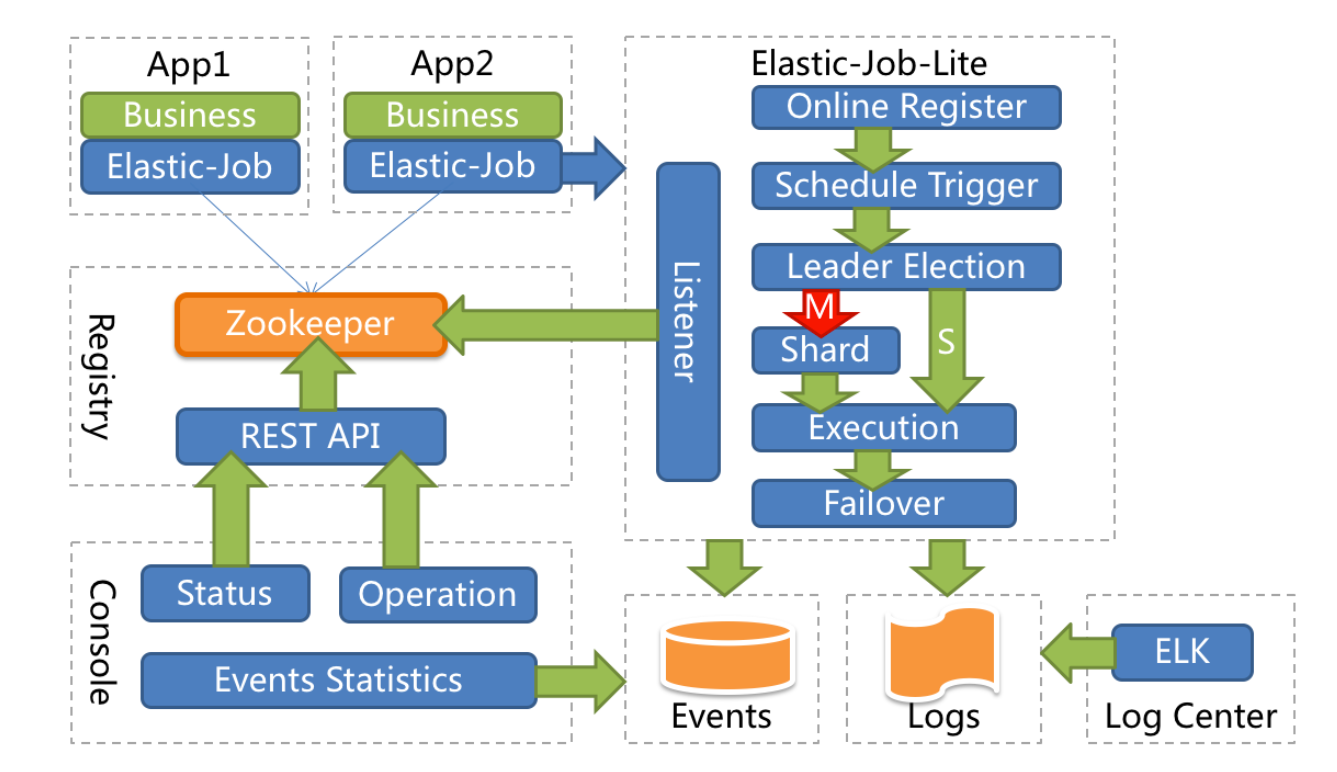 App1
Business
Elastic-Job
App2
Business
Elastic-Job
Elastic-Job-Lite
Online Register
Schedule Trigger
Leader Election
M
S
Shard
Execution
Failover
Listener
Registry
Zookeeper
REST API
Console
Status
Operation
Events Statistics
Events
Logs
ELK
Log Center